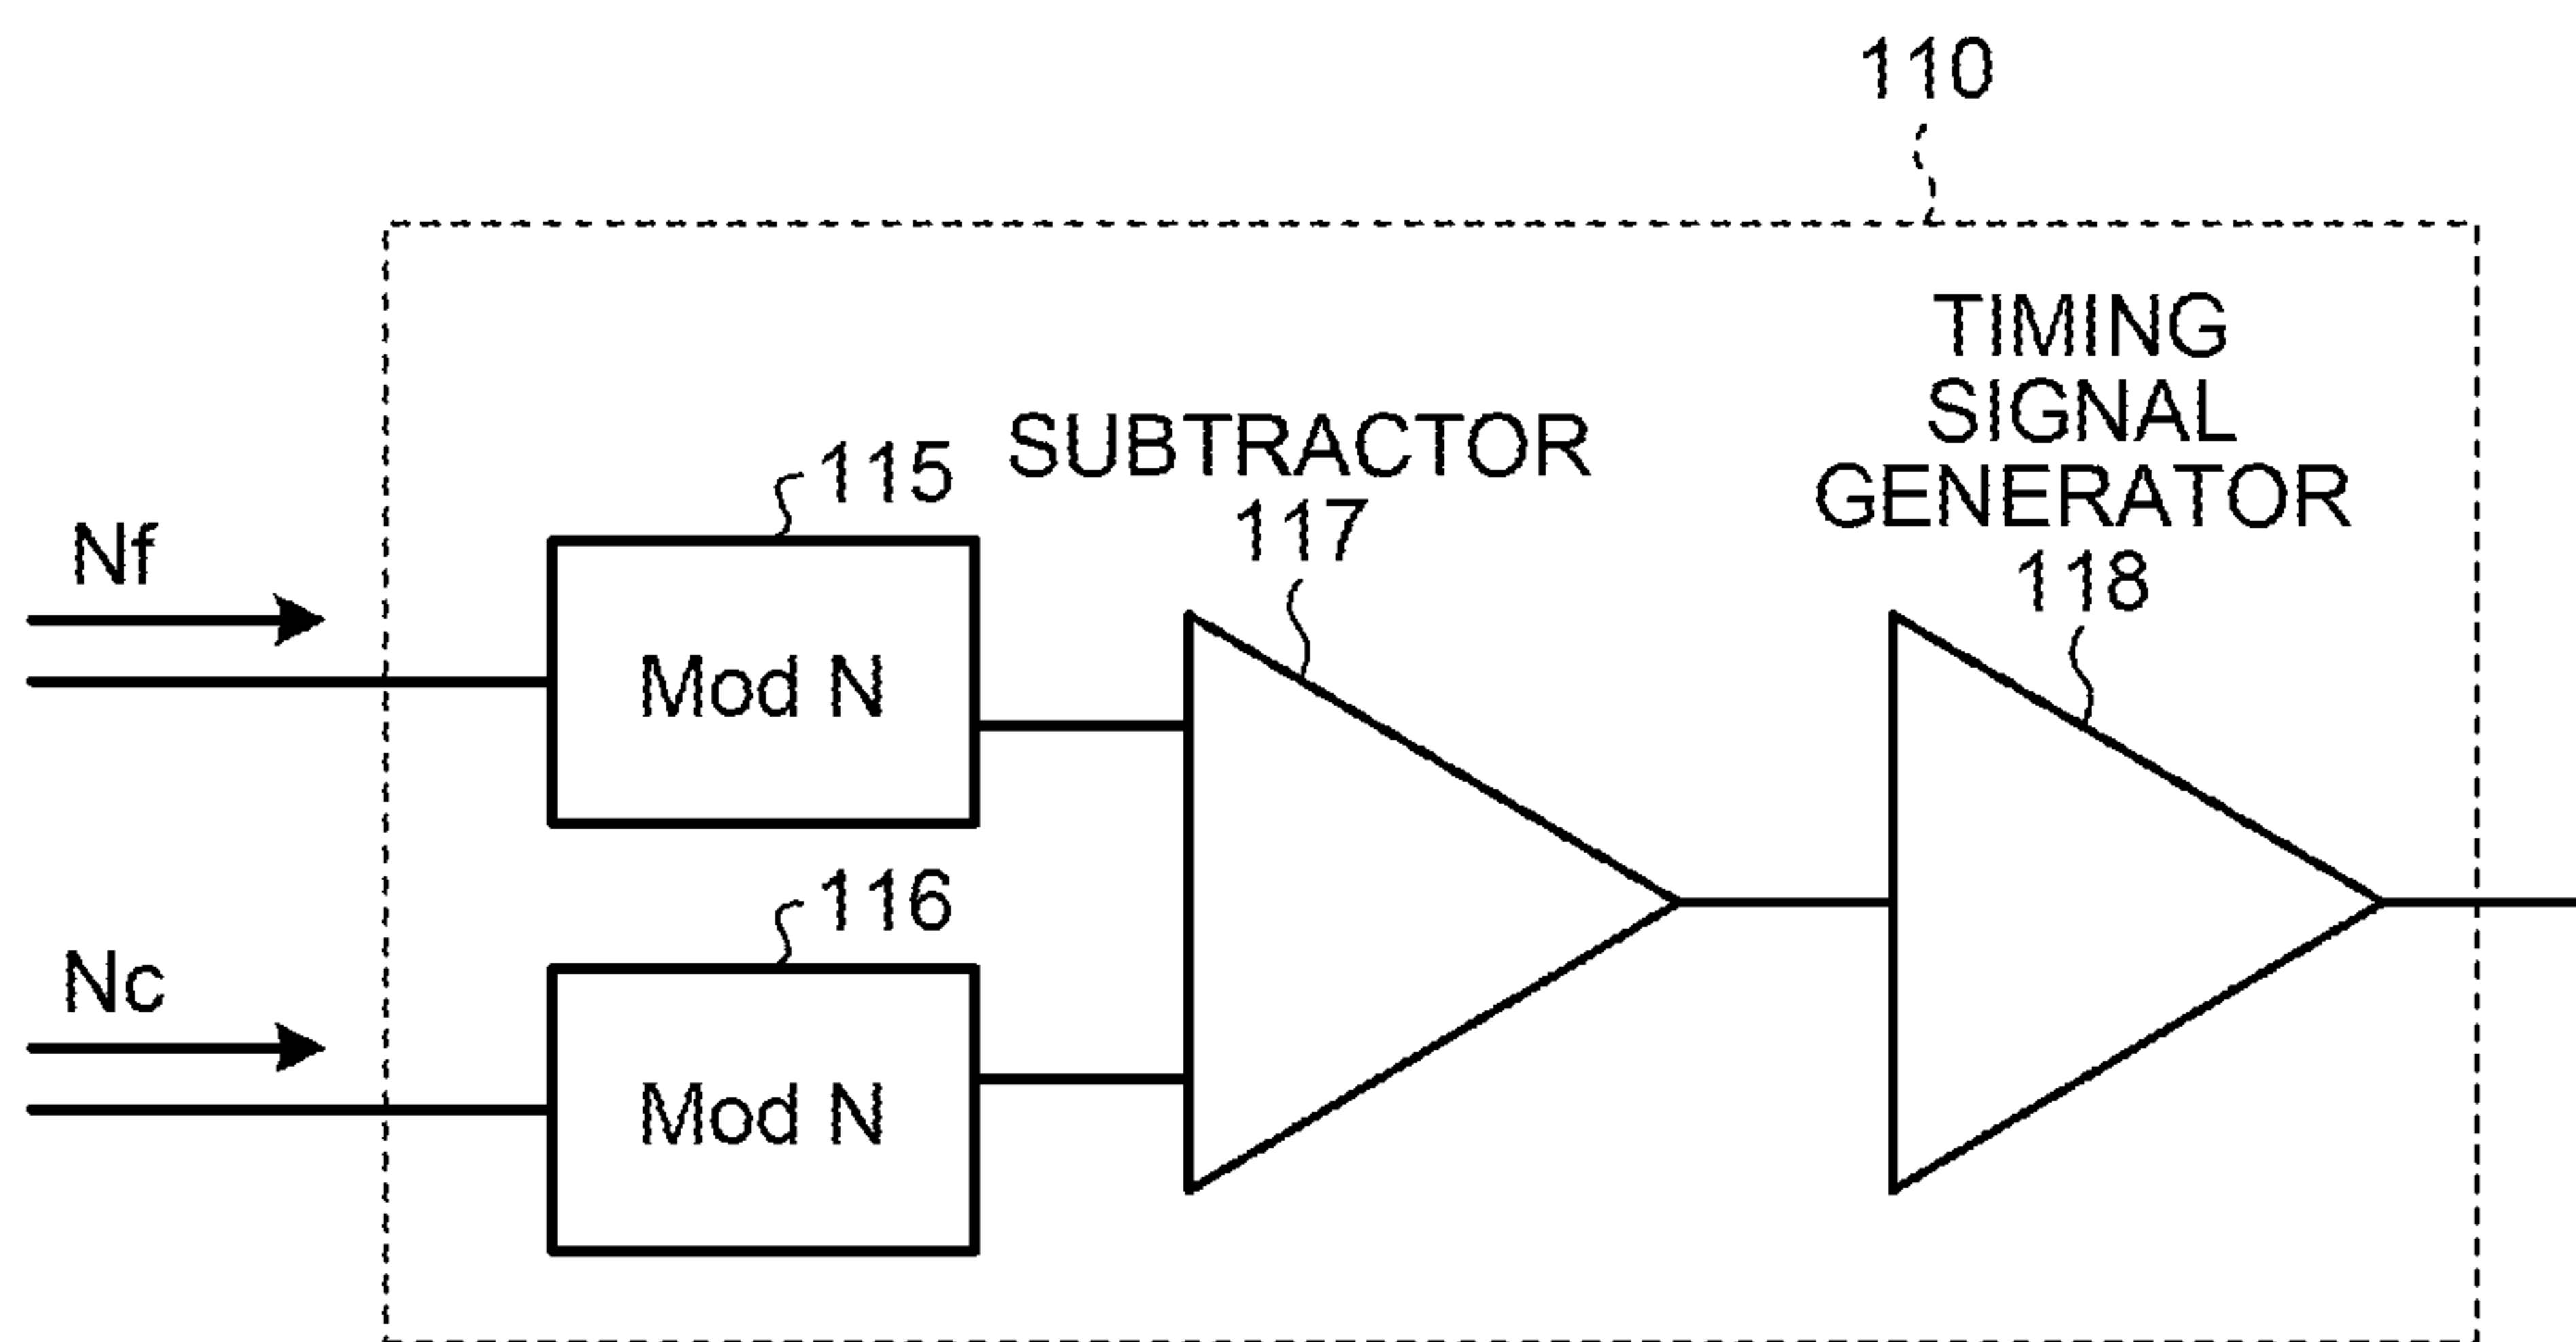 110
TIMING
SIGNAL
GENERATOR
118
SUBTRACTOR
117
115
Nf
Mod N
116
Nc
Mod N